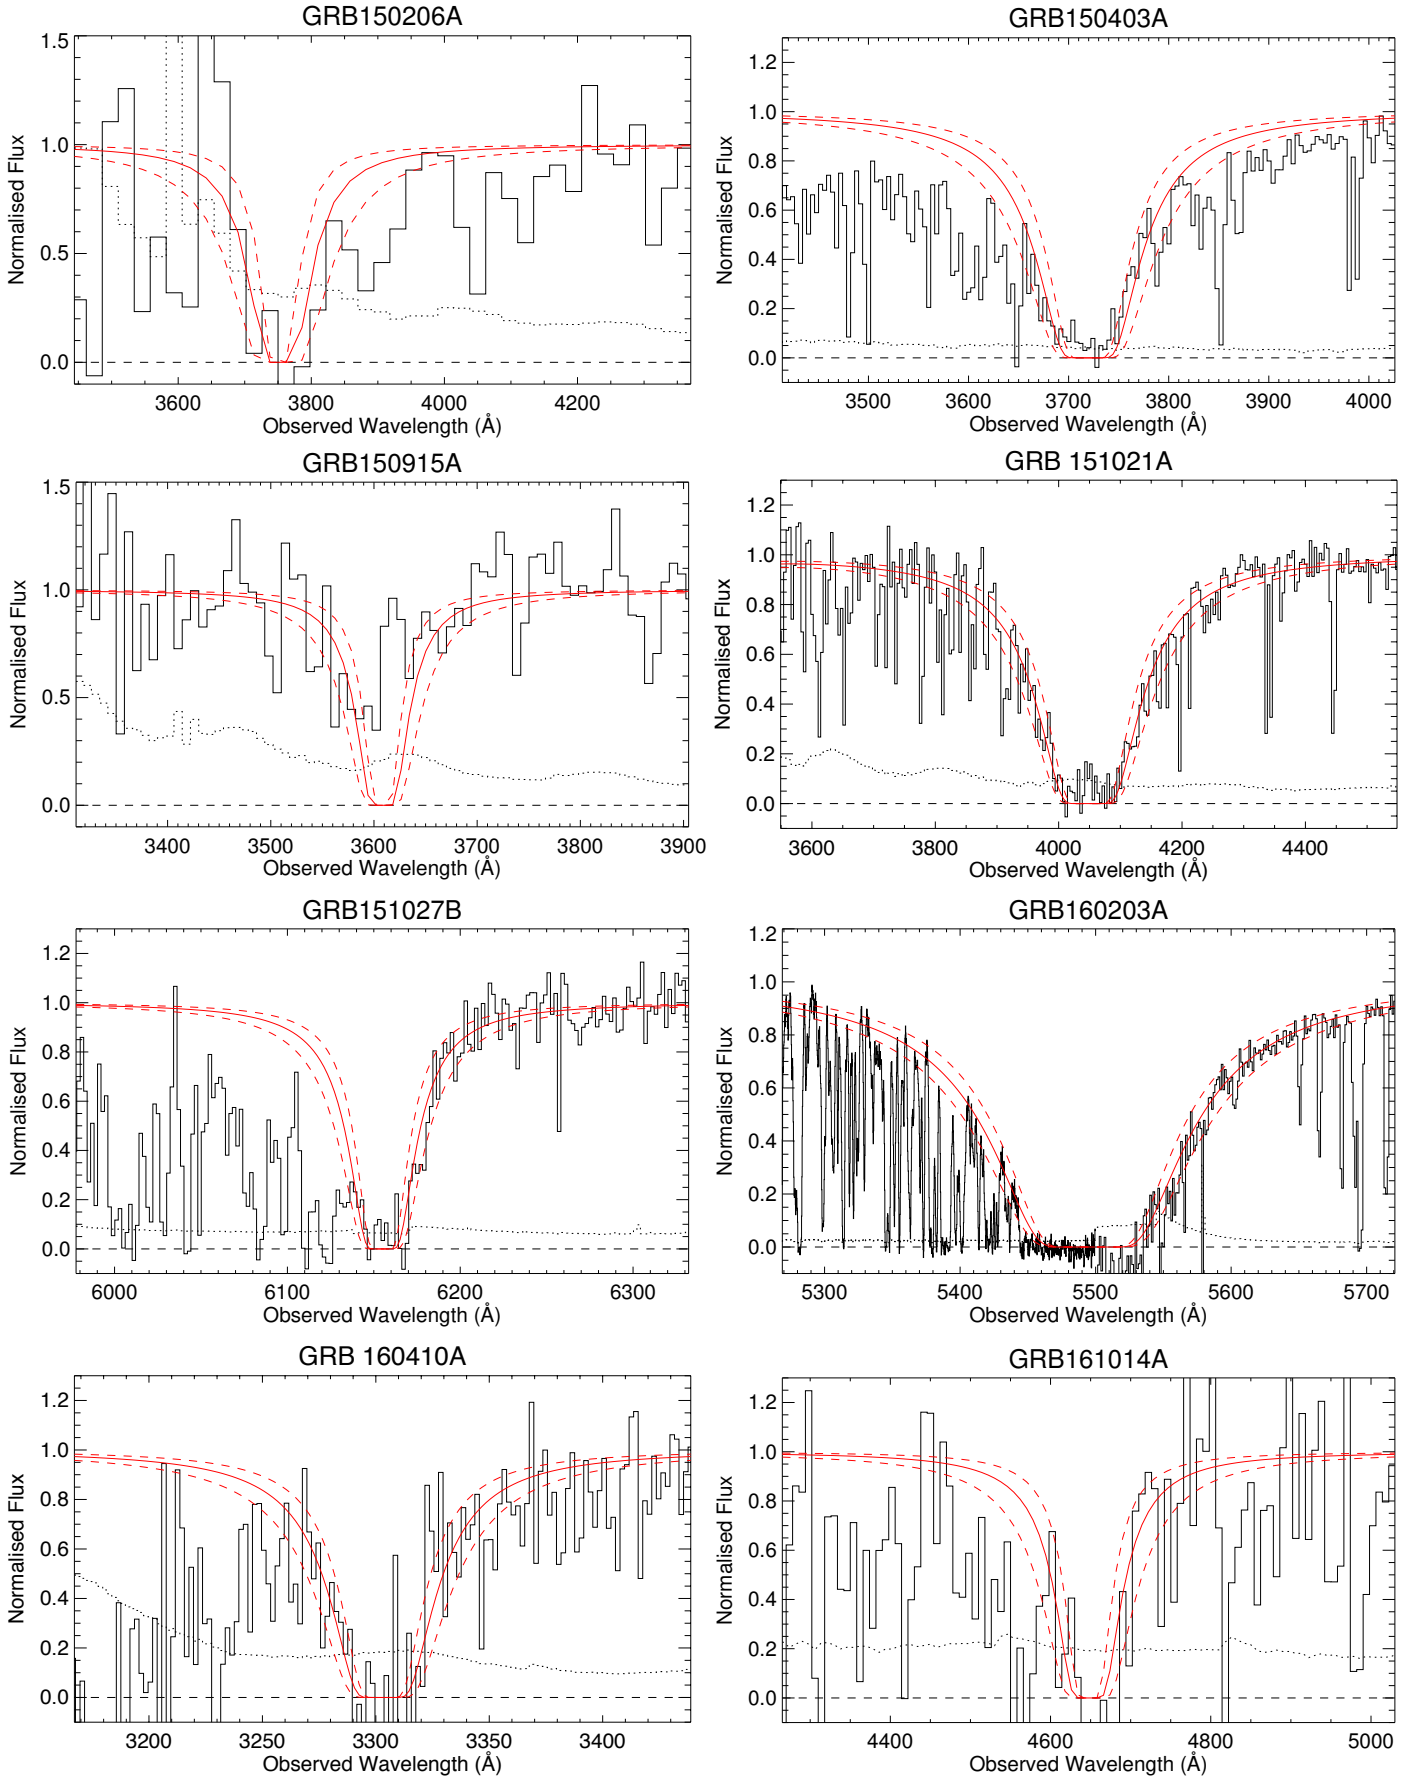 GRB150206A
1.5
1.0
0.5
0.0
Normalised Flux
3600 3800 4000 4200
Observed Wavelength (Å)
GRB150403A
1.2
1.0
0.8
0.6
0.4
0.2
0.0
Normalised Flux
3500 3600 3700 3800 3900 4000
Observed Wavelength (Å)
GRB150915A
1.5
1.0
0.5
0.0
Normalised Flux
3400 3500 3600 3700 3800 3900
Observed Wavelength (Å)
GRB 151021A
1.2
1.0
0.8
0.6
0.4
0.2
0.0
Normalised Flux
3600 3800 4000 4200 4400
Observed Wavelength (Å)
GRB151027B
1.2
1.0
0.8
0.6
0.4
0.2
0.0
Normalised Flux
6000 6100 6200 6300
Observed Wavelength (Å)
GRB160203A
1.2
1.0
0.8
0.6
0.4
0.2
0.0
Normalised Flux
5300 5400 5500 5600 5700
Observed Wavelength (Å)
GRB 160410A
1.2
1.0
0.8
0.6
0.4
0.2
0.0
Normalised Flux
3200 3250 3300 3350 3400
Observed Wavelength (Å)
GRB161014A
1.2
1.0
0.8
0.6
0.4
0.2
0.0
Normalised Flux
4400 4600 4800 5000
Observed Wavelength (Å)